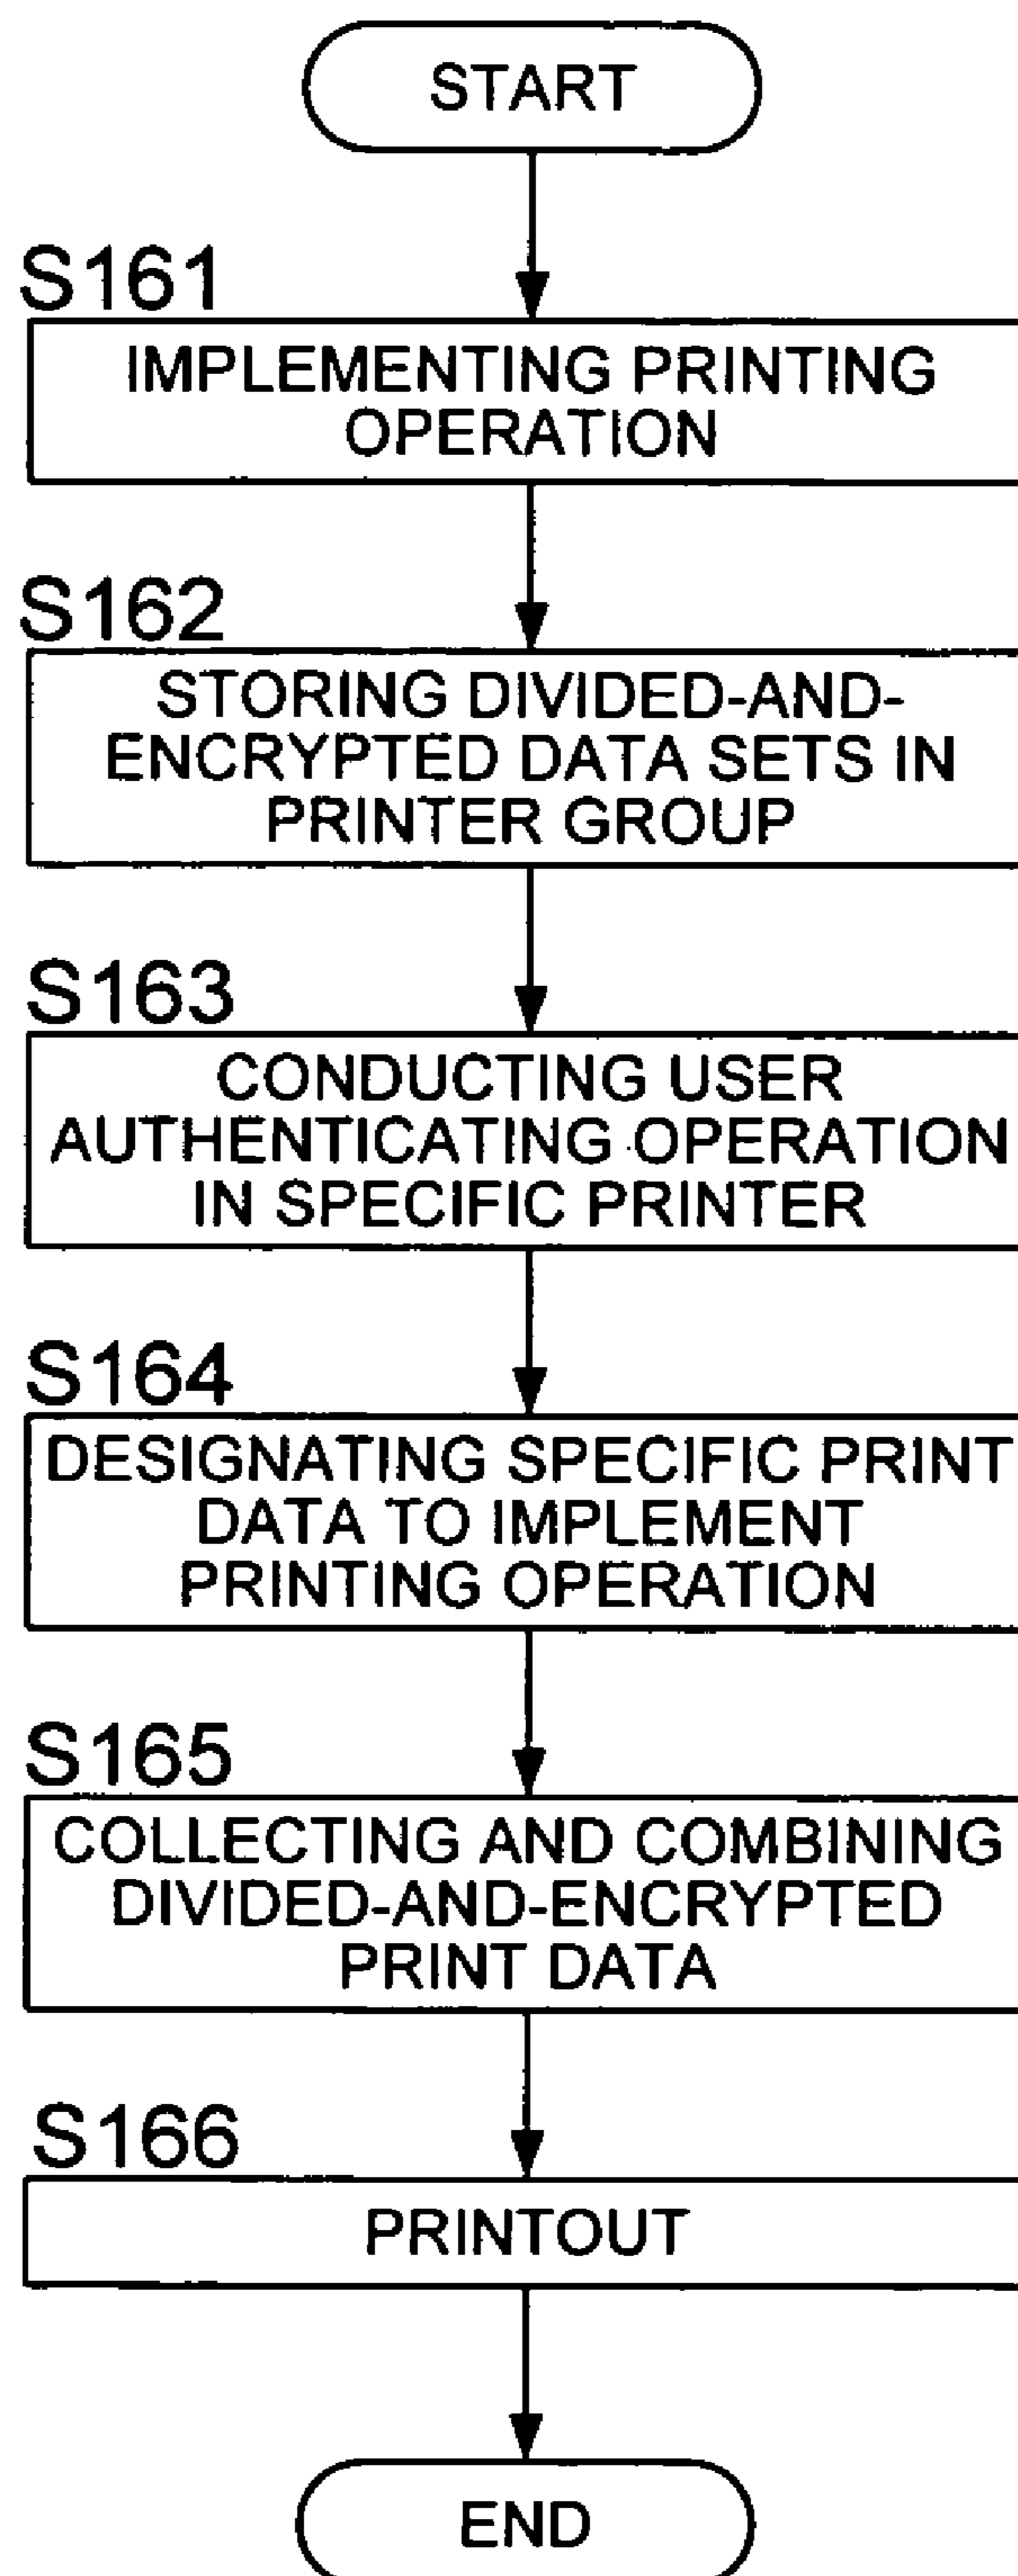 START
S161
IMPLEMENTING PRINTING
OPERATION
S162
STORING DIVIDED-AND-
ENCRYPTED DATA SETS IN
PRINTER GROUP
S163
CONDUCTING USER
AUTHENTICATING OPERATION
IN SPECIFIC PRINTER
S164
DESIGNATING SPECIFIC PRINT
DATA TO IMPLEMENT
PRINTING OPERATION
S165
COLLECTING AND COMBINING
DIVIDED-AND-ENCRYPTED
PRINT DATA
S166
PRINTOUT
END